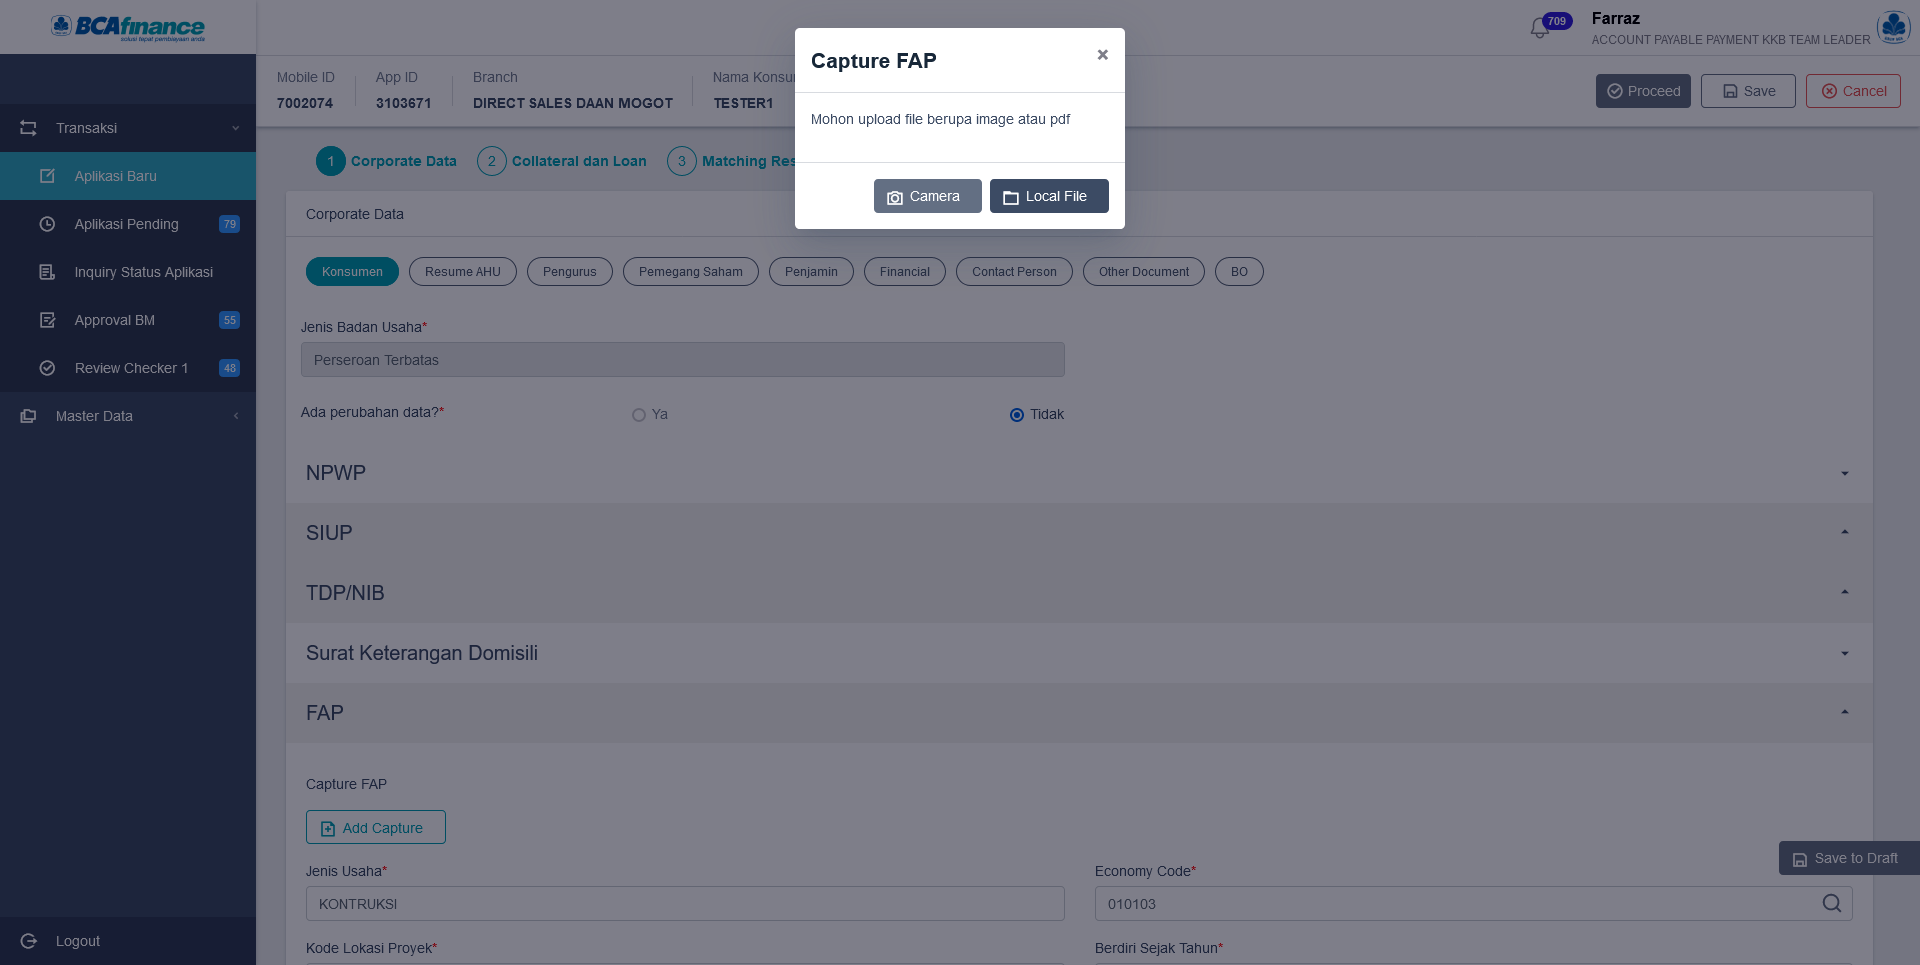 BCAfinance
solusi tepat pembiayaan anda
709
Farraz
ACCOUNT PAYABLE PAYMENT KKB TEAM LEADER
Mobile ID
7002074
App ID
3103671
Branch
DIRECT SALES DAAN MOGOT
Nama Konsu
TESTER1
Proceed
Save
Cancel
Capture FAP
×
Mohon upload file berupa image atau pdf
Camera
Local File
Transaksi
Aplikasi Baru
Aplikasi Pending
79
Inquiry Status Aplikasi
Approval BM
55
Review Checker 1
48
Master Data
Logout
1 Corporate Data
2 Collateral dan Loan
3 Matching Res
Corporate Data
Konsumen
Resume AHU
Pengurus
Pemegang Saham
Penjamin
Financial
Contact Person
Other Document
BO
Jenis Badan Usaha*
Perseroan Terbatas
Ada perubahan data?*
Ya
Tidak
NPWP
SIUP
TDP/NIB
Surat Keterangan Domisili
FAP
Capture FAP
Add Capture
Save to Draft
Jenis Usaha*
KONTRUKSI
Economy Code*
010103
Kode Lokasi Proyek*
Berdiri Sejak Tahun*